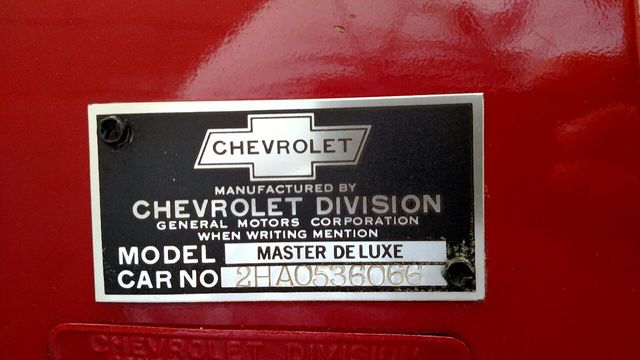 CHEVROLET
MANUFACTURED BY
CHEVROLET DIVISION
GENERAL MOTORS CORPORATION
WHEN WRITING MENTION
MODEL MASTER DE LUXE
CAR NO 2HA0536066
CHEVROLET DIVISION